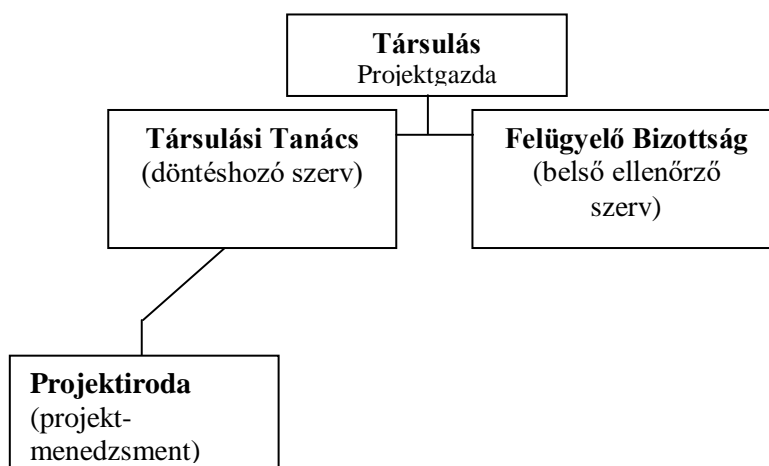 Társulás
Projektgazda
Társulási Tanács
(döntéshozó szerv)
Felügyelő Bizottság
(belső ellenőrző
szerv)
Projektiroda
(projekt-
menedzsment)